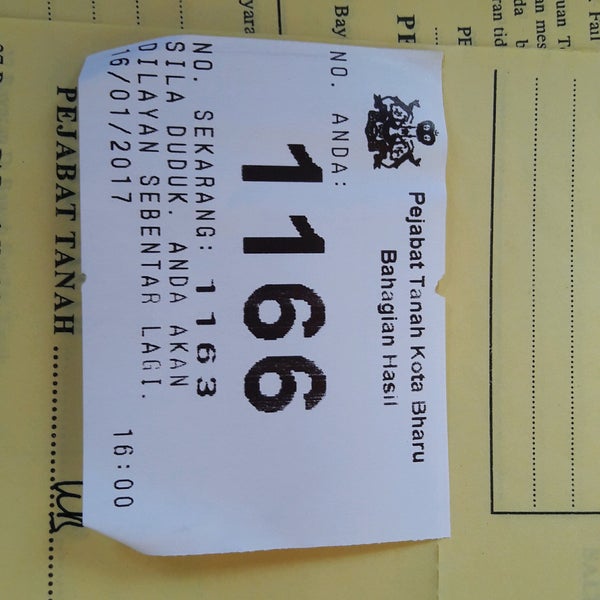 Pejabat Tanah Kota Bharu
Bahagian Hasil
NO. ANDA:
1166
NO. SEKARANG: 1163
SILA DUDUK. ANDA AKAN
DILAYAN SEBENTAR LAGI.
16/01/2017 16:00
PEJABAT TANAH
Bay